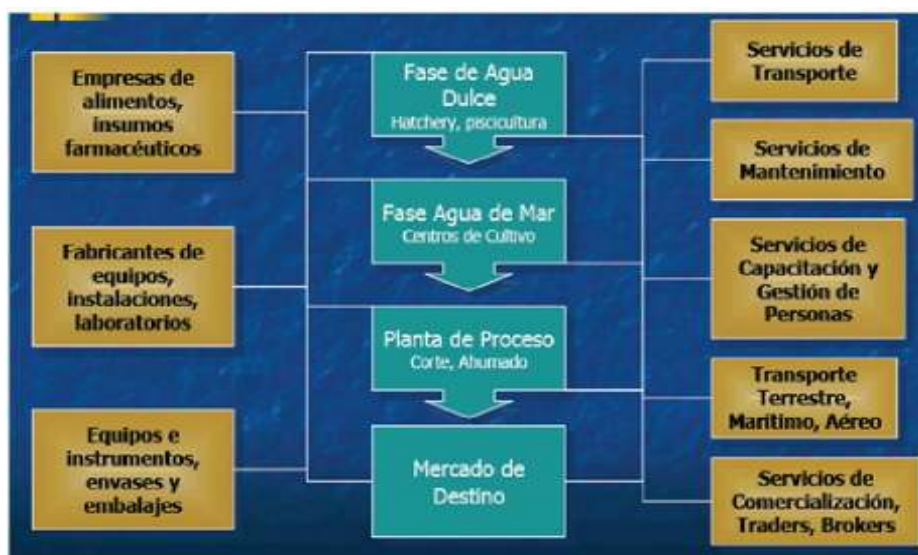 Empresas de
alimentos,
insumos
farmacéuticos
Fabricantes de
equipos,
instalaciones,
laboratorios
Equipos e
instrumentos,
envases y
embalajes
Fase de Agua
Dulce
Hatchery, piscicultura
Fase Agua de Mar
Centros de Cultivo
Planta de Proceso
Corte, Ahumado
Mercado de
Destino
Servicios de
Transporte
Servicios de
Mantenimiento
Servicios de
Capacitación y
Gestión de
Personas
Transporte
Terrestre,
Marítimo, Aéreo
Servicios de
Comercialización,
Traders, Brokers